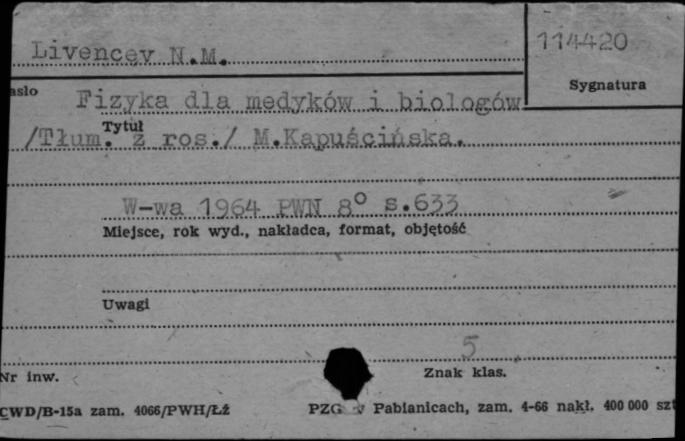 Livencev N.M.
114420
Sygnatura
asło
Fizyka dla medyków i biologów
Tytuł
/Tłum. z ros./ M.Kapuścińska.
W-wa 1964 PWN 8° s.633
Miejsce, rok wyd., nakładca, format, objętość
Uwagi
5
Nr inw.
Znak klas.
CWD/B-15a zam. 4066/PWH/Łź
PZG w Pabianicach, zam. 4-66 nakł. 400 000 szt